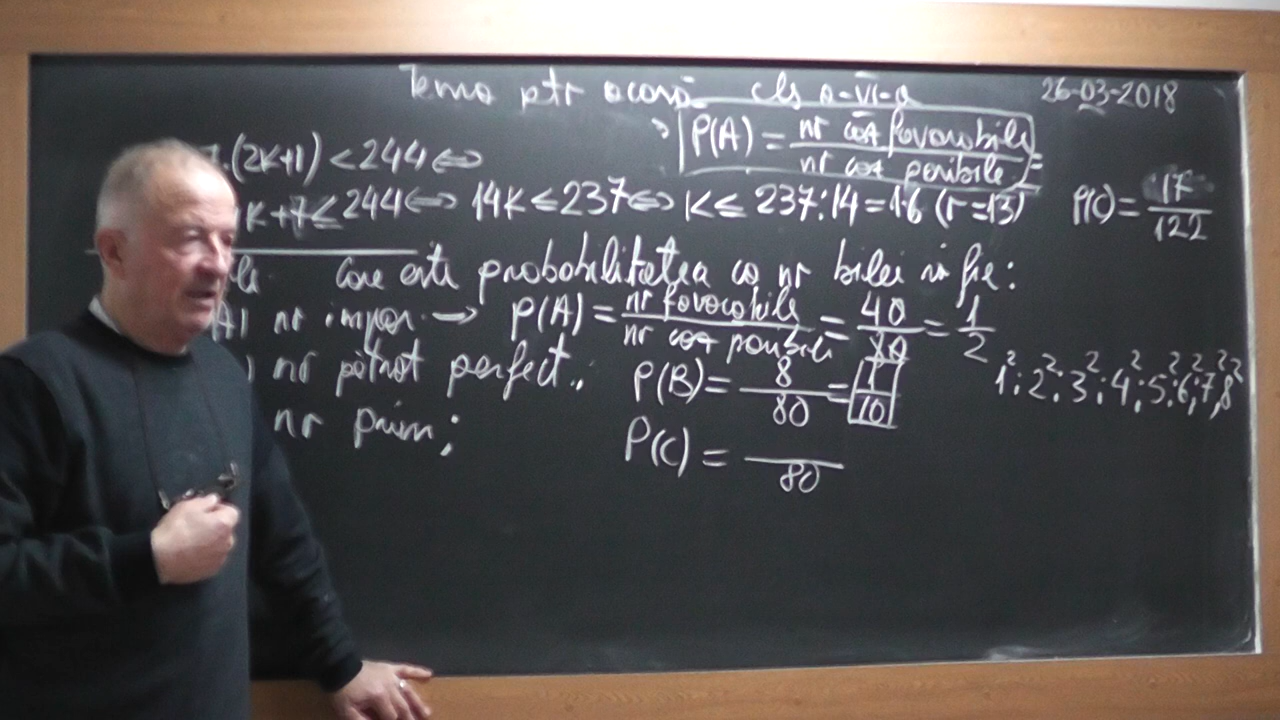 Tema ptr acasă cls a-VI-a 26-03-2018
P(A) = nr caz favorabile / nr caz posibile
7.(2K+1) < 244 ⇔
K+7 ≤ 244 ⇔ 14K ≤ 237 ⇔ K ≤ 237:14 = 16 (r=13) P(C) = 17/122
Care este probabilitatea ca nr bilei să fie:
A) nr impar → P(A) = nr favorabile / nr caz posibile = 40/80 = 1/2
) nr pătrat perfect.; P(B) = 8/80 = 1/10 1²; 2²; 3²; 4²; 5²; 6²; 7², 8²
nr prim; P(C) = /80